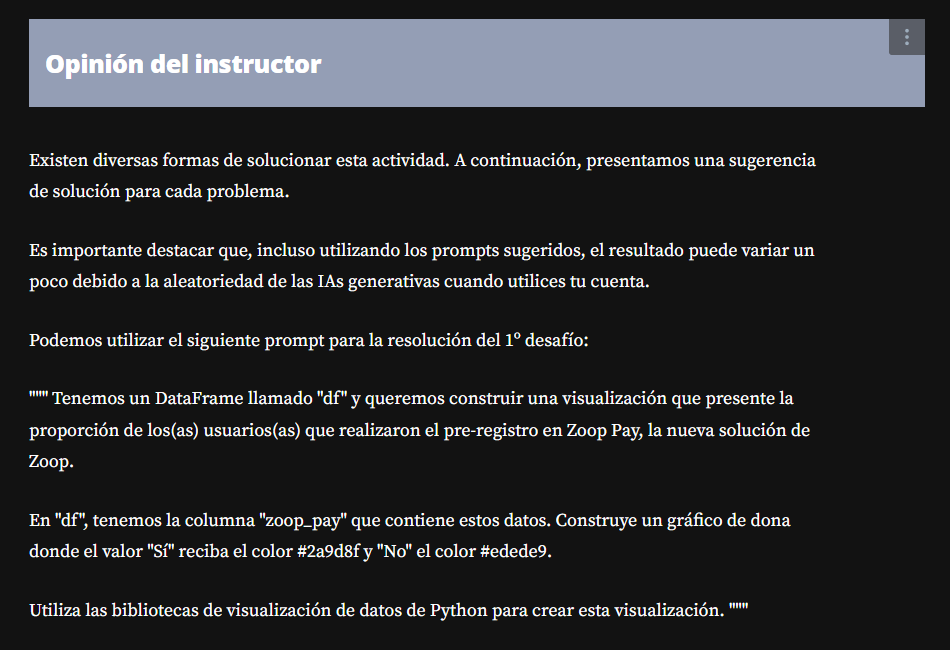 Opinión del instructor
Existen diversas formas de solucionar esta actividad. A continuación, presentamos una sugerencia
de solución para cada problema.
Es importante destacar que, incluso utilizando los prompts sugeridos, el resultado puede variar un
poco debido a la aleatoriedad de las IAs generativas cuando utilices tu cuenta.
Podemos utilizar el siguiente prompt para la resolución del 1º desafío:
""" Tenemos un DataFrame llamado "df" y queremos construir una visualización que presente la
proporción de los(as) usuarios(as) que realizaron el pre-registro en Zoop Pay, la nueva solución de
Zoop.
En "df", tenemos la columna "zoop_pay" que contiene estos datos. Construye un gráfico de dona
donde el valor "Sí" reciba el color #2a9d8f y "No" el color #edede9.
Utiliza las bibliotecas de visualización de datos de Python para crear esta visualización. """